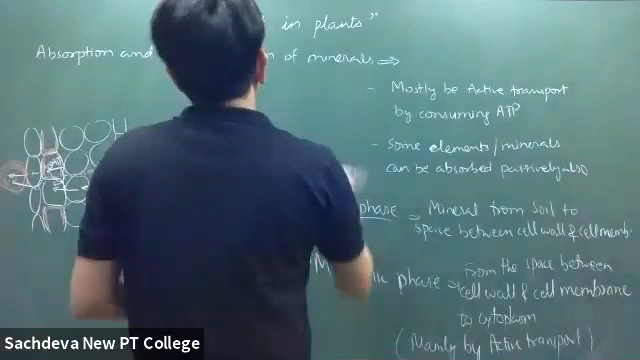 in plants"
Absorption and
of minerals ⇒
- Mostly be Active transport
by consuming ATP
- Some elements/minerals
can be absorbed passively also
phase = Mineral from soil to
space between cell wall & cell memb.
phase = From the space between
cell wall & cell membrane
to cytoplasm
(Mainly by Active transport)
Sachdeva New PT College